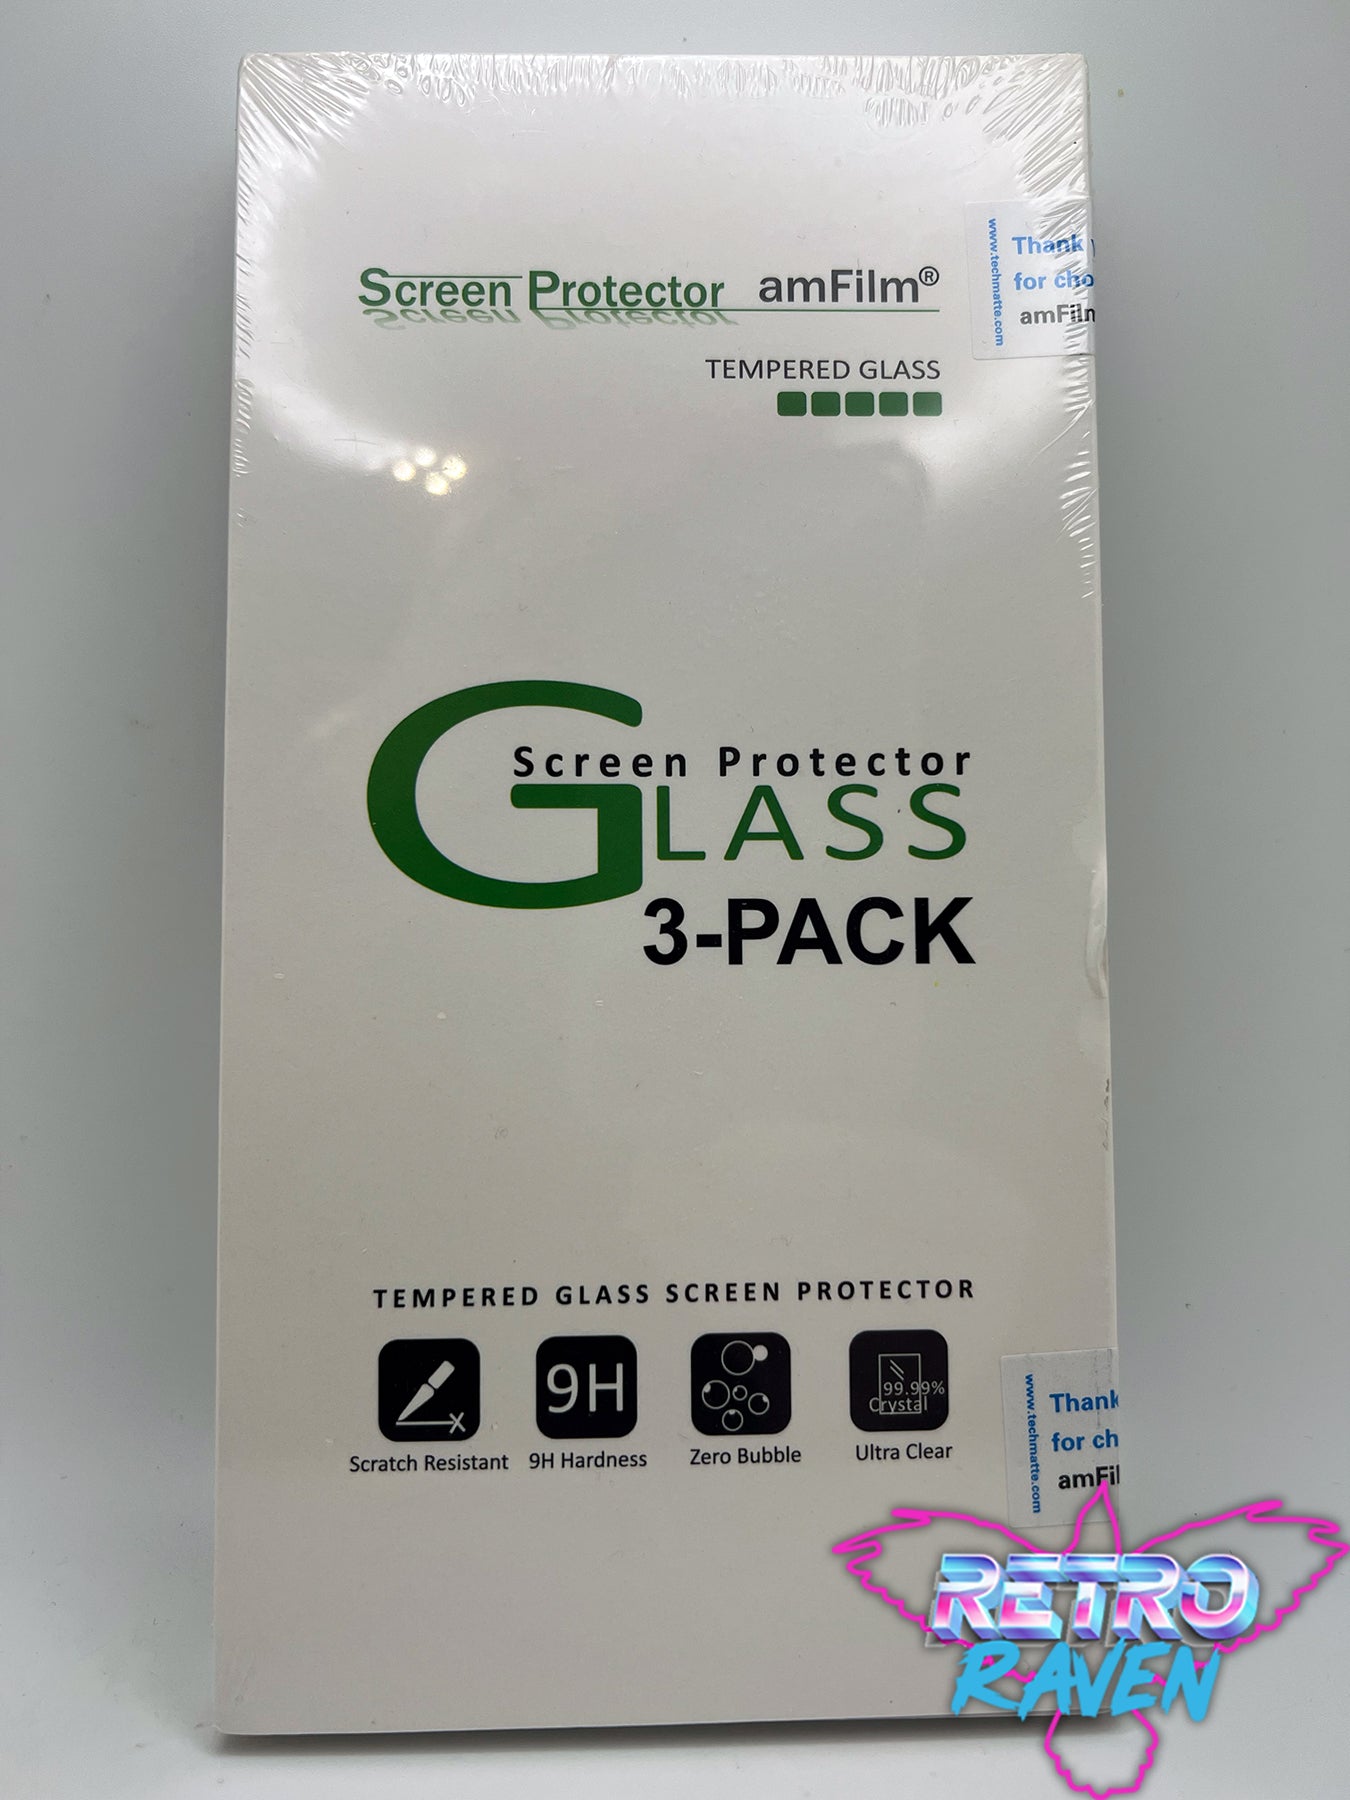 Screen Protector amFilm®
TEMPERED GLASS
www.techmatte.com
Thank
for cho
amFilm
Screen Protector
GLASS
3-PACK
TEMPERED GLASS SCREEN PROTECTOR
9H
99.99%
Crystal
Scratch Resistant 9H Hardness Zero Bubble Ultra Clear
www.techmatte.com
Thank
for ch
amFil
RETRO
RAVEN